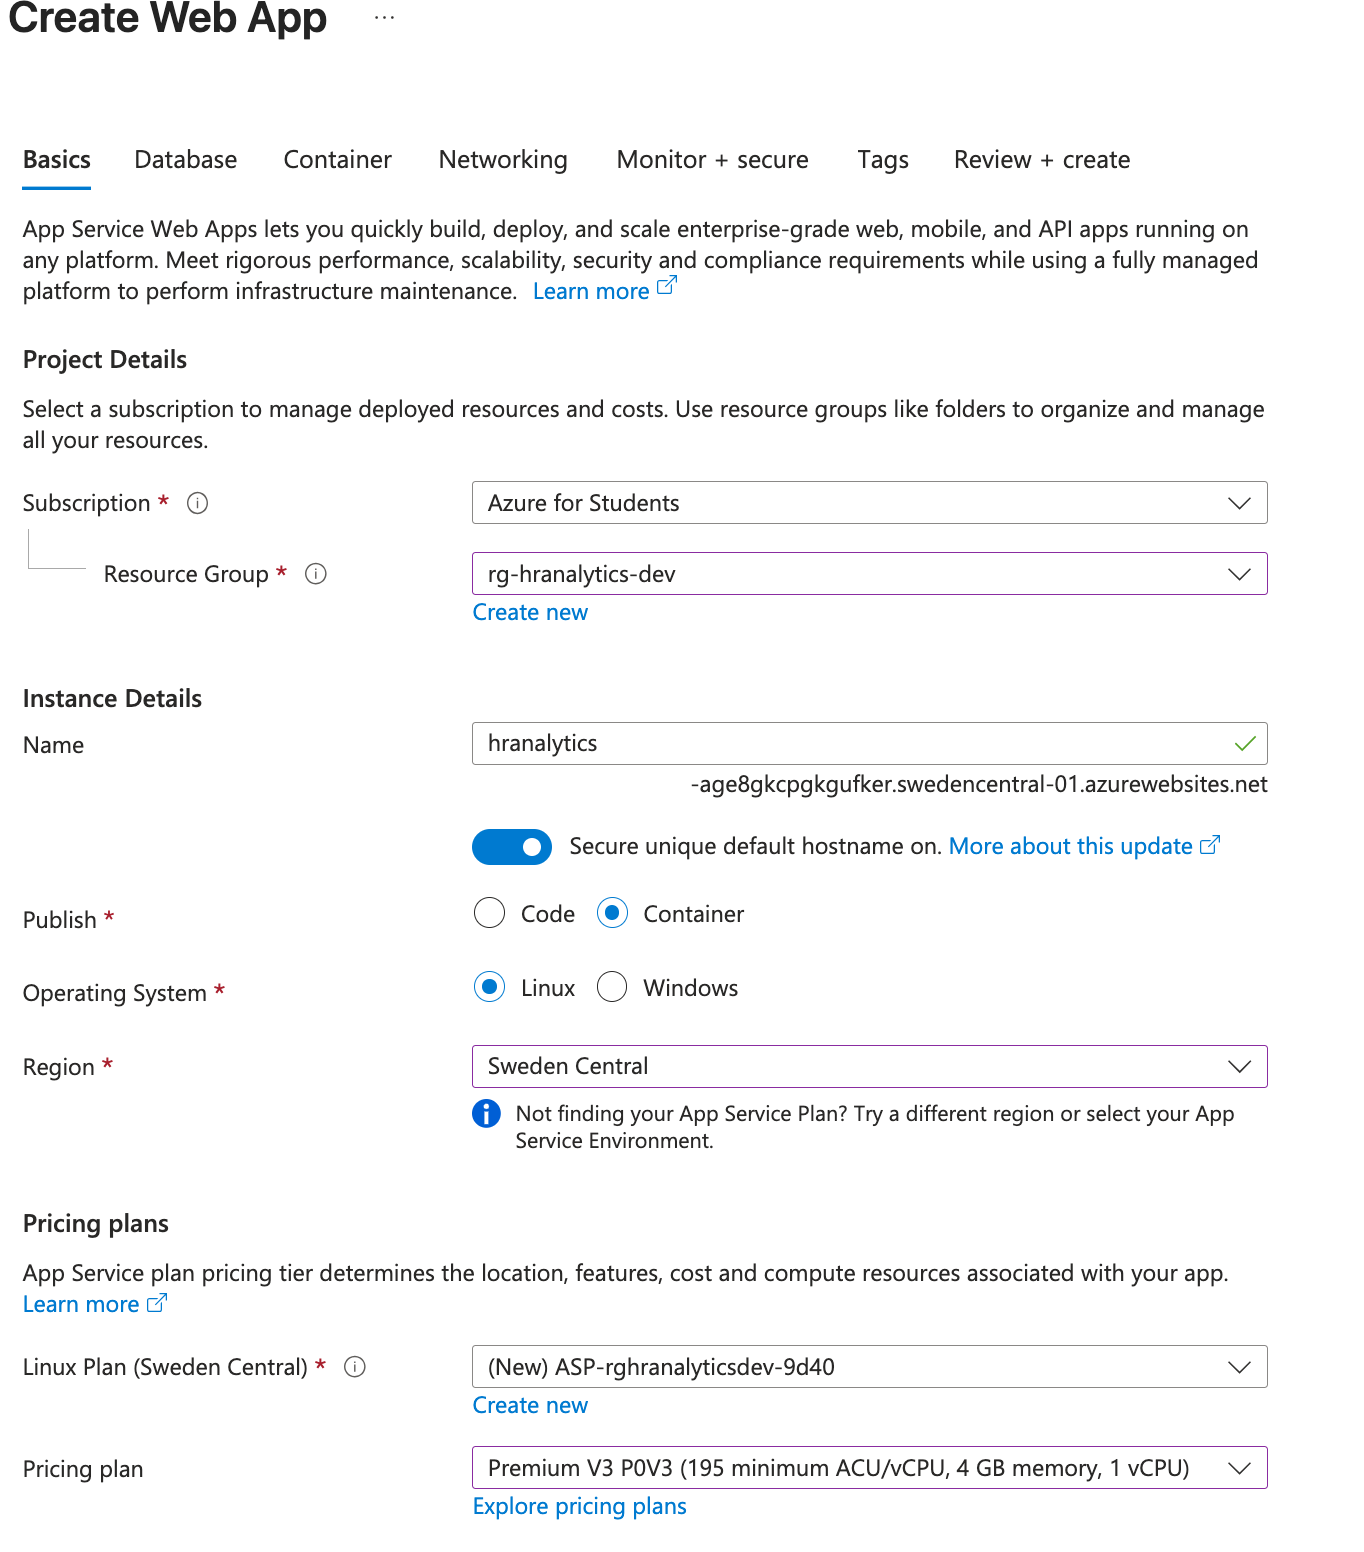 Create Web App ...
Basics Database Container Networking Monitor + secure Tags Review + create
App Service Web Apps lets you quickly build, deploy, and scale enterprise-grade web, mobile, and API apps running on
any platform. Meet rigorous performance, scalability, security and compliance requirements while using a fully managed
platform to perform infrastructure maintenance. Learn more
Project Details
Select a subscription to manage deployed resources and costs. Use resource groups like folders to organize and manage
all your resources.
Subscription * Azure for Students
Resource Group * rg-hranalytics-dev
Create new
Instance Details
Name hranalytics
-age8gkcpgkgufker.swedencentral-01.azurewebsites.net
Secure unique default hostname on. More about this update
Publish * Code Container
Operating System * Linux Windows
Region * Sweden Central
Not finding your App Service Plan? Try a different region or select your App
Service Environment.
Pricing plans
App Service plan pricing tier determines the location, features, cost and compute resources associated with your app.
Learn more
Linux Plan (Sweden Central) * (New) ASP-rghranalyticsdev-9d40
Create new
Pricing plan Premium V3 P0V3 (195 minimum ACU/vCPU, 4 GB memory, 1 vCPU)
Explore pricing plans